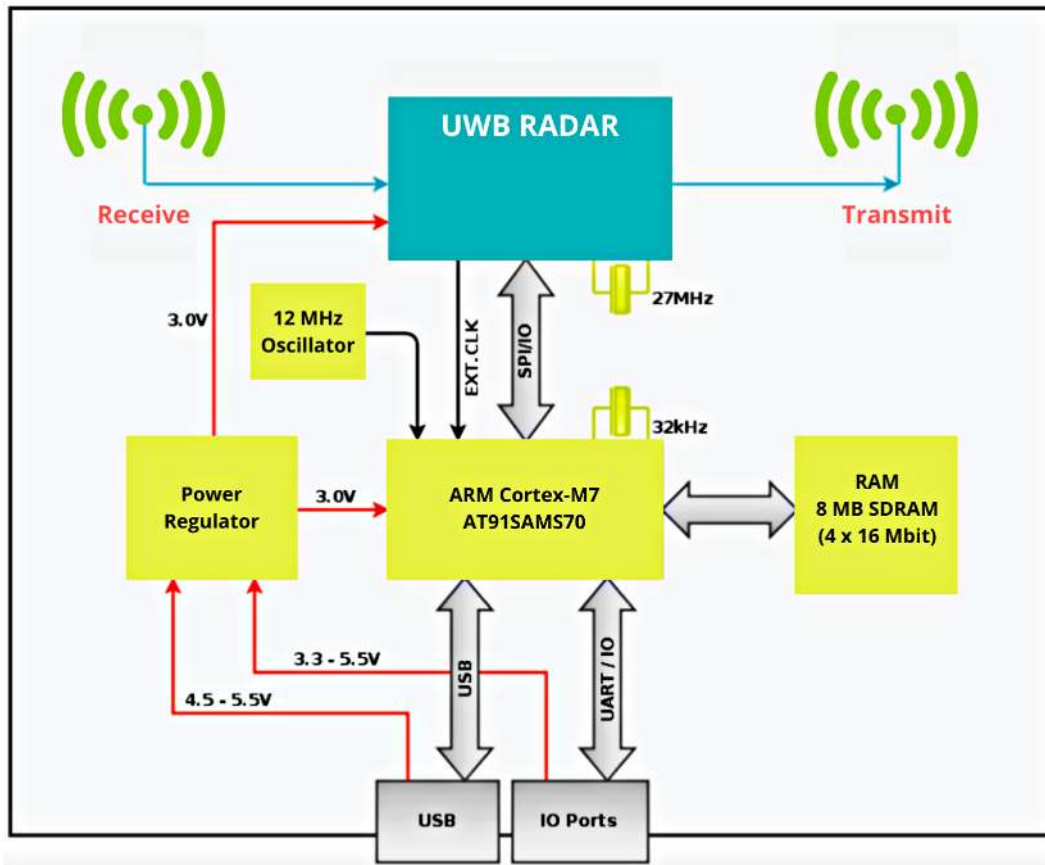 UWB RADAR
Receive
Transmit
27MHz
3.0V
12 MHz
Oscillator
EXT.CLK
SPI/IO
32kHz
Power
Regulator
3.0V
ARM Cortex-M7
AT91SAMS70
RAM
8 MB SDRAM
(4 x 16 Mbit)
3.3 - 5.5V
4.5 - 5.5V
USB
UART / IO
USB
IO Ports